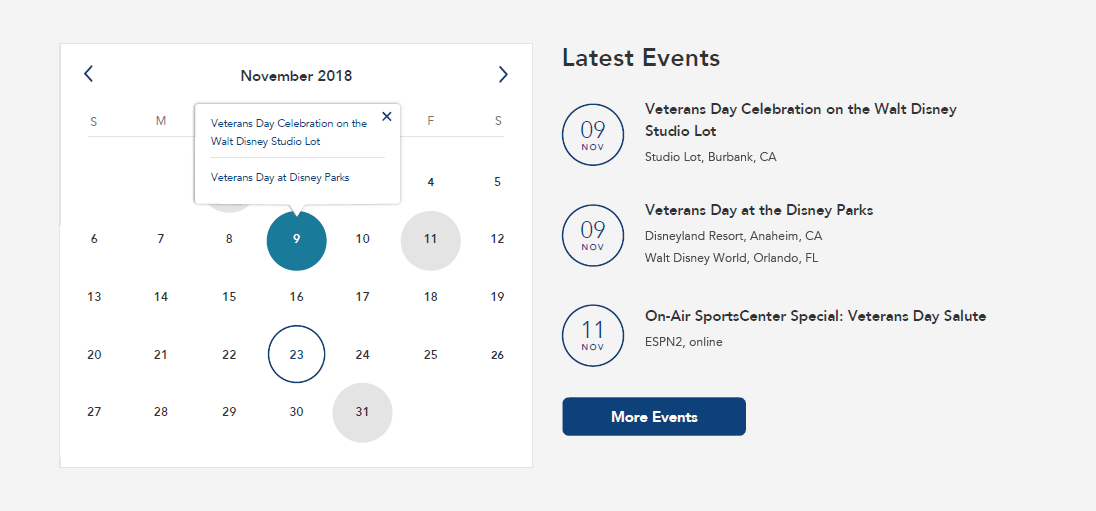 November 2018
S M F S
Veterans Day Celebration on the
Walt Disney Studio Lot
Veterans Day at Disney Parks
4 5
6 7 8 9 10 11 12
13 14 15 16 17 18 19
20 21 22 23 24 25 26
27 28 29 30 31
Latest Events
09
NOV
Veterans Day Celebration on the Walt Disney
Studio Lot
Studio Lot, Burbank, CA
09
NOV
Veterans Day at the Disney Parks
Disneyland Resort, Anaheim, CA
Walt Disney World, Orlando, FL
11
NOV
On-Air SportsCenter Special: Veterans Day Salute
ESPN2, online
More Events